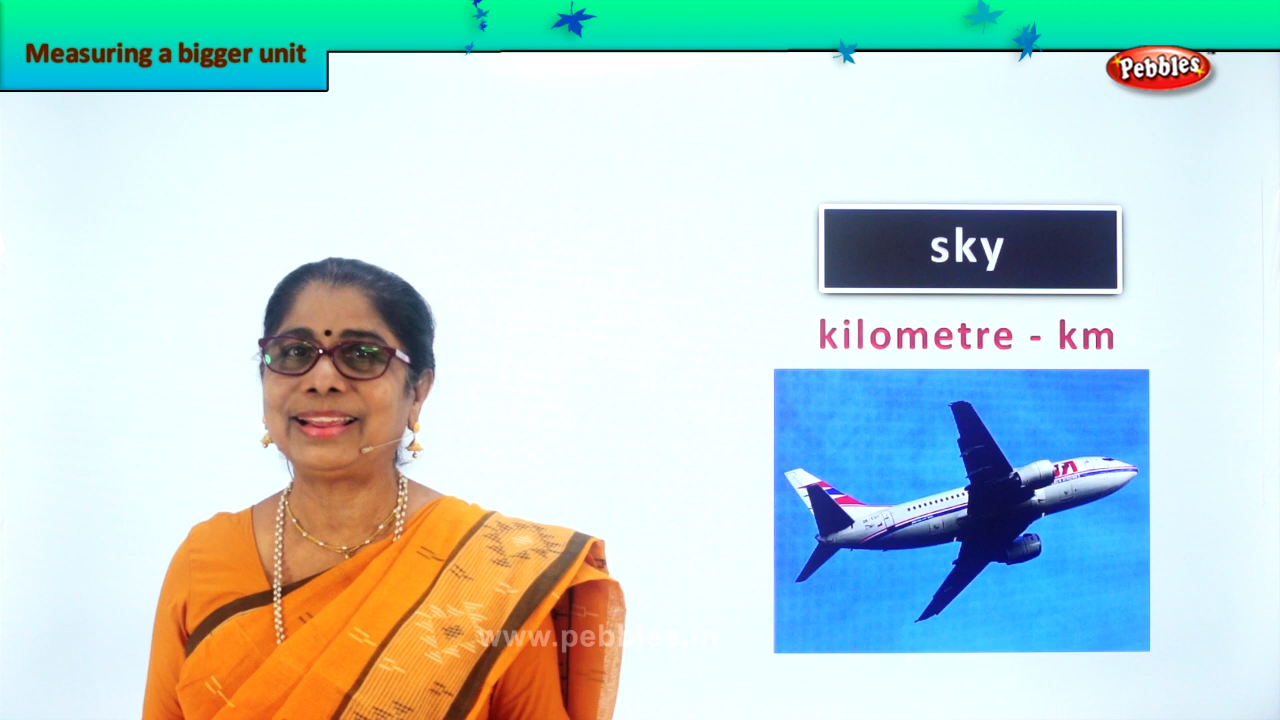 Measuring a bigger unit
Pebbles
sky
kilometre - km
www.pebbles.in